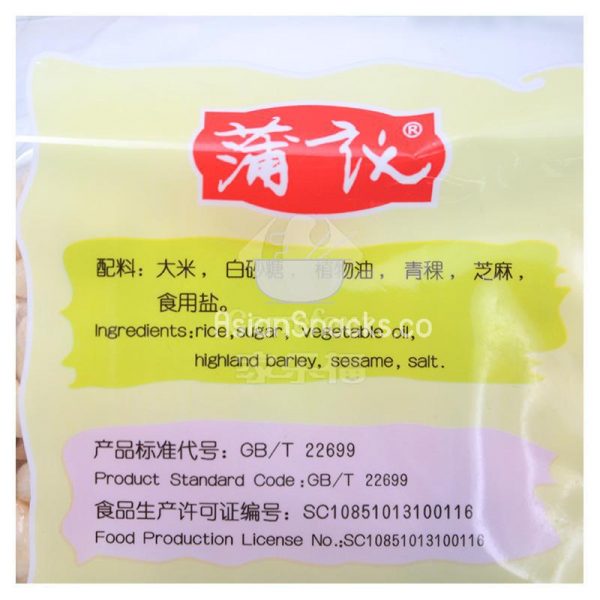 蒲议®
配料：大米，白砂糖，植物油，青稞，芝麻，
食用盐。
Ingredients:rice,sugar, vegetable oil,
highland barley, sesame, salt.
AsianSnacks.co
产品标准代号：GB/T 22699
Product Standard Code :GB/T 22699
食品生产许可证编号：SC10851013100116
Food Production License No.:SC10851013100116